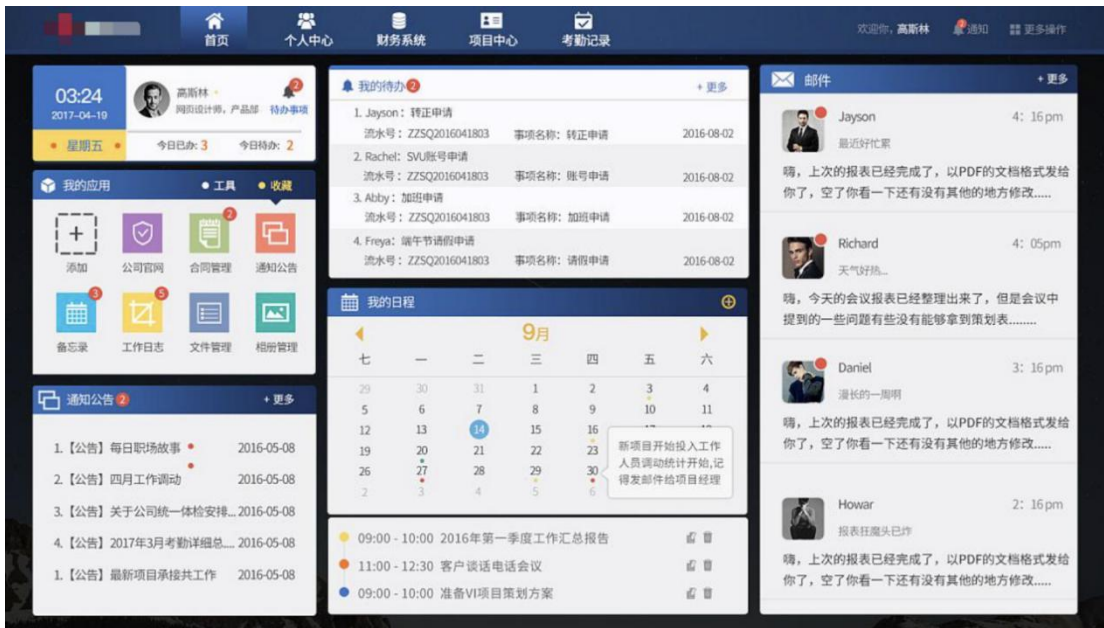 首页
个人中心
财务系统
项目中心
考勤记录
欢迎你, 高斯林
2 通知
更多操作
03:24
2017-04-19
星期五
高斯林
网页设计师, 产品部
2
待办事项
今日已办: 3
今日待办: 2
我的应用
工具
收藏
添加
公司官网
2
合同管理
通知公告
3
备忘录
5
工作日志
文件管理
相册管理
通知公告 2
+ 更多
1.【公告】每日职场故事 2016-05-08
2.【公告】四月工作调动 2016-05-08
3.【公告】关于公司统一体检安排... 2016-05-08
4.【公告】2017年3月考勤详细总.... 2016-05-08
1.【公告】最新项目承接共工作 2016-05-08
我的待办 2
+ 更多
1. Jayson: 转正申请
流水号: ZZSQ2016041803 事项名称: 转正申请 2016-08-02
2. Rachel: SVU账号申请
流水号: ZZSQ2016041803 事项名称: 账号申请 2016-08-02
3. Abby: 加班申请
流水号: ZZSQ2016041803 事项名称: 加班申请 2016-08-02
4. Freya: 端午节请假申请
流水号: ZZSQ2016041803 事项名称: 请假申请 2016-08-02
我的日程
9月
七 一 二 三 四 五 六
29 30 31 1 2 3 4
5 6 7 8 9 10 11
12 13 14 15 16
19 20 21 22 23
26 27 28 29 30
2 3 4 5 6
新项目开始投入工作
人员调动统计开始,记
得发邮件给项目经理
09:00 - 10:00 2016年第一季度工作汇总报告
11:00 - 12:30 客户谈话电话会议
09:00 - 10:00 准备VI项目策划方案
邮件
+ 更多
Jayson 4: 16pm
最近好忙累
嗨, 上次的报表已经完成了, 以PDF的文档格式发给
你了, 空了你看一下还有没有其他的地方修改.....
Richard 4: 05pm
天气好热...
嗨, 今天的会议报表已经整理出来了, 但是会议中
提到的一些问题有些没有能够拿到策划表........
Daniel 3: 16pm
漫长的一周啊
嗨, 上次的报表已经完成了, 以PDF的文档格式发给
你了, 空了你看一下还有没有其他的地方修改.....
Howar 2: 16pm
报表狂魔头已炸
嗨, 上次的报表已经完成了, 以PDF的文档格式发给
你了, 空了你看一下还有没有其他的地方修改.....